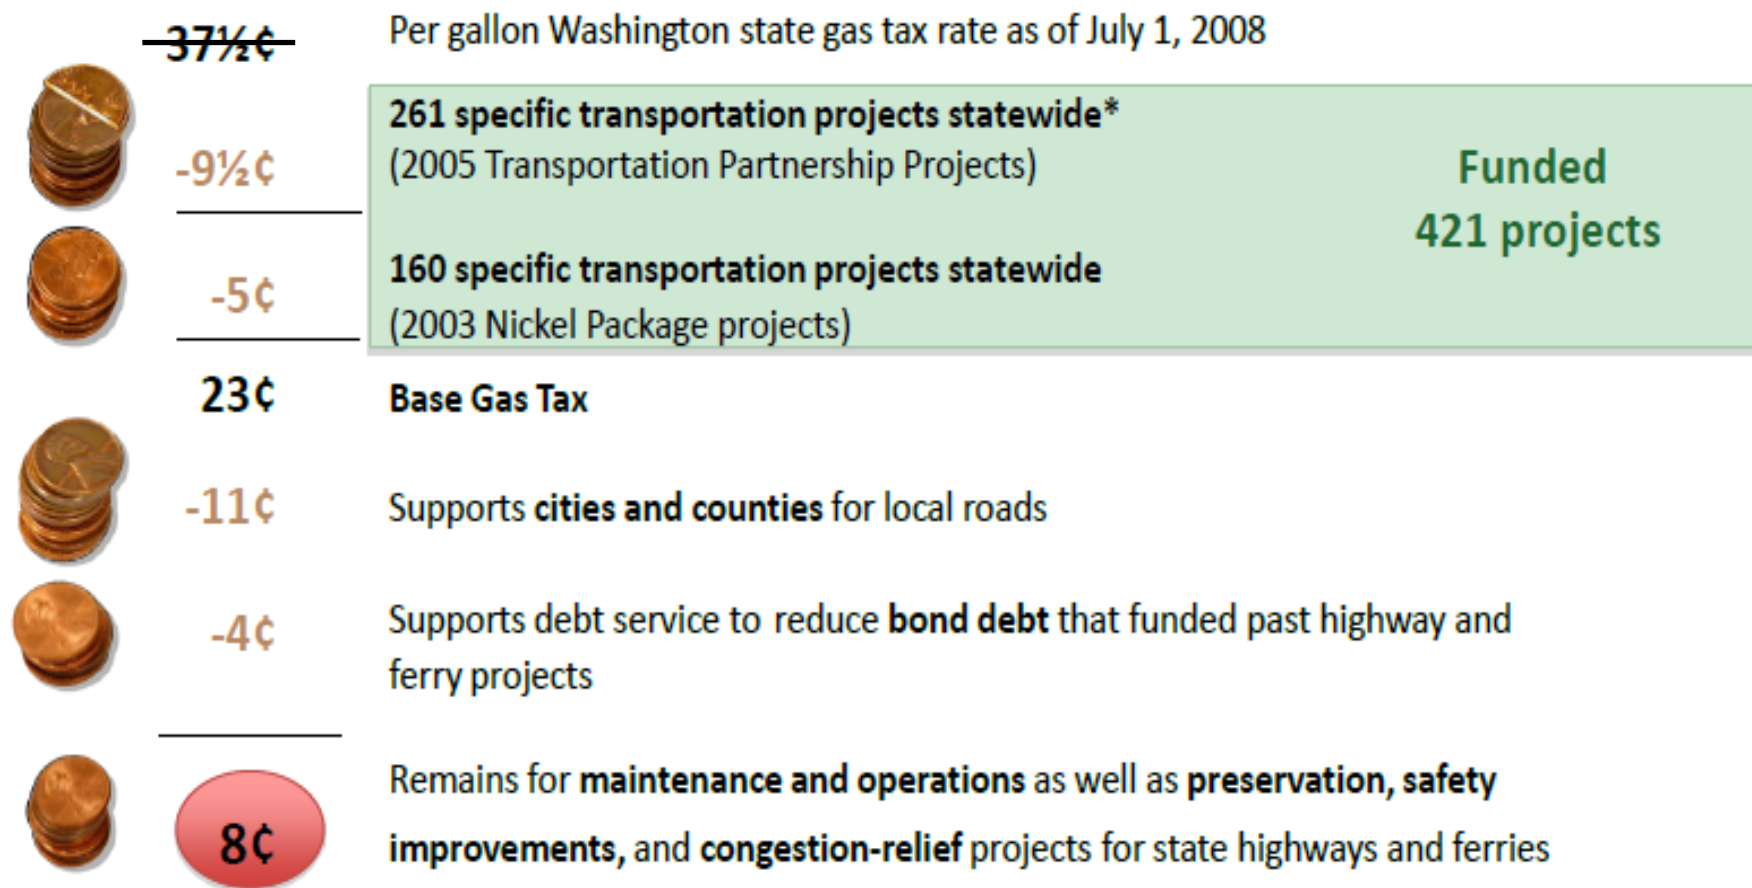 37½¢ Per gallon Washington state gas tax rate as of July 1, 2008
261 specific transportation projects statewide*
-9½¢ (2005 Transportation Partnership Projects)
Funded
421 projects
160 specific transportation projects statewide
-5¢ (2003 Nickel Package projects)
23¢ Base Gas Tax
-11¢ Supports cities and counties for local roads
-4¢ Supports debt service to reduce bond debt that funded past highway and
ferry projects
Remains for maintenance and operations as well as preservation, safety
8¢ improvements, and congestion-relief projects for state highways and ferries